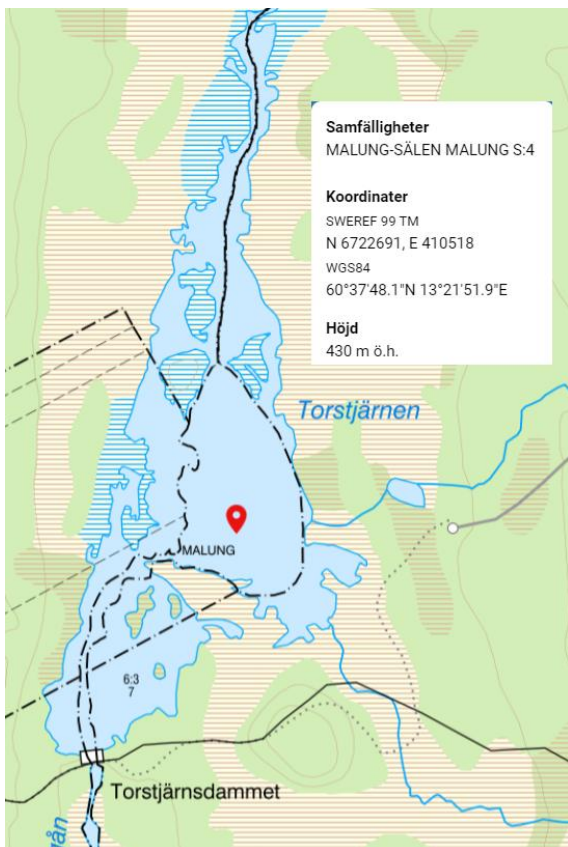 Samfälligheter
MALUNG-SÄLEN MALUNG S:4
Koordinater
SWEREF 99 TM
N 6722691, E 410518
WGS84
60°37'48.1"N 13°21'51.9"E
Höjd
430 m ö.h.
Torstjärnen
MALUNG
6:3
7
Torstjärnsdammet
gån